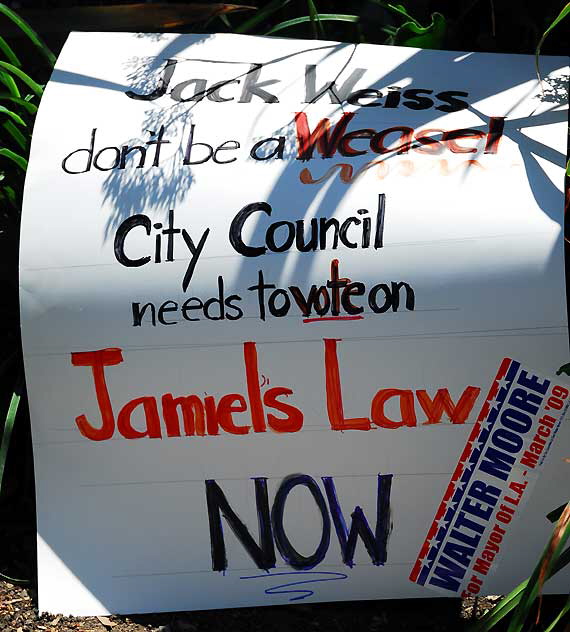 Jack Weiss
don't be a Weasel
City Council
needs to vote on
Jamiel's Law
NOW
WALTER MOORE
For Mayor Of L.A. - March '09